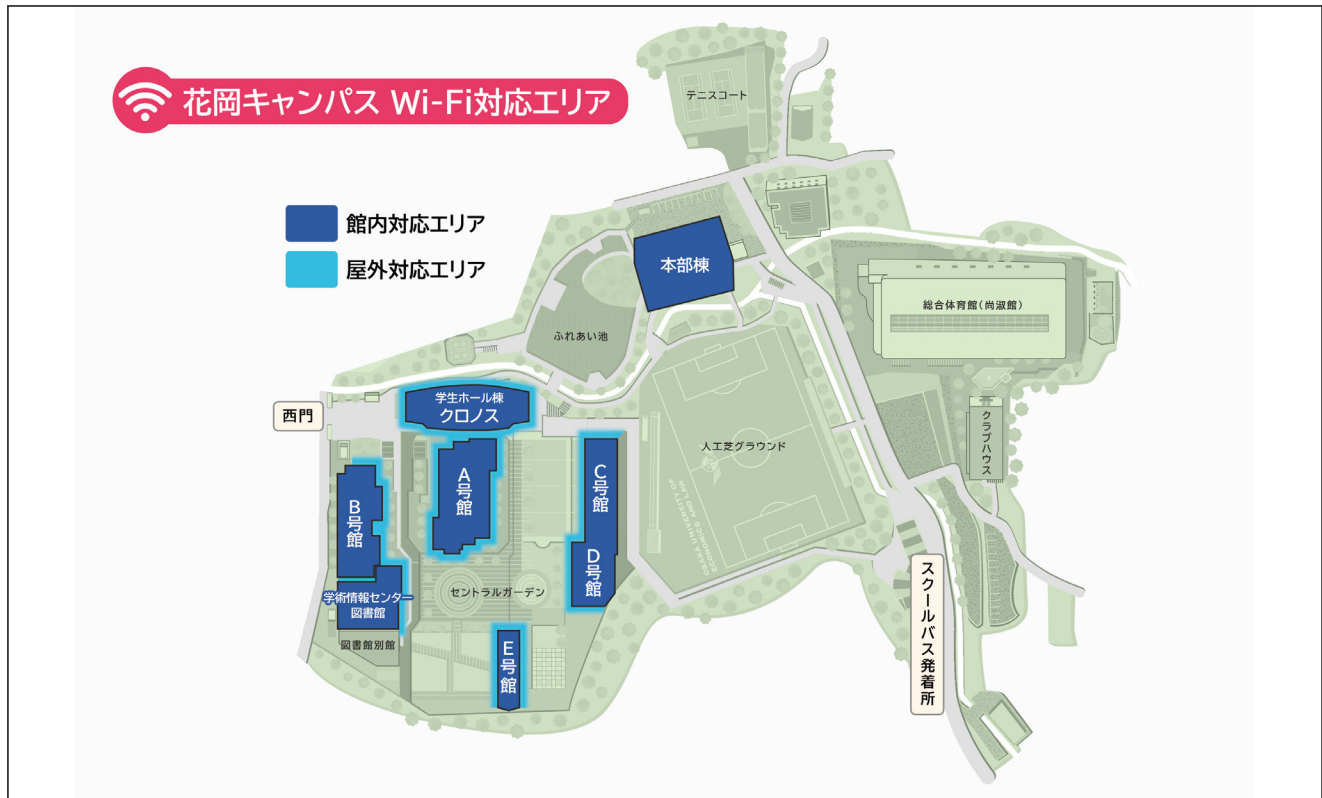 花岡キャンパス Wi-Fi対応エリア
テニスコート
館内対応エリア
屋外対応エリア
本部棟
総合体育館(尚淑館)
ふれあい池
学生ホール棟
クロノス
西門
クラブハウス
人工芝グラウンド
A号館
C号館
B号館
OSAKA UNIVERSITY OF
ECONOMICS AND LAW
D号館
スクールバス発着所
学術情報センター
図書館
セントラルガーデン
図書館別館
E号館